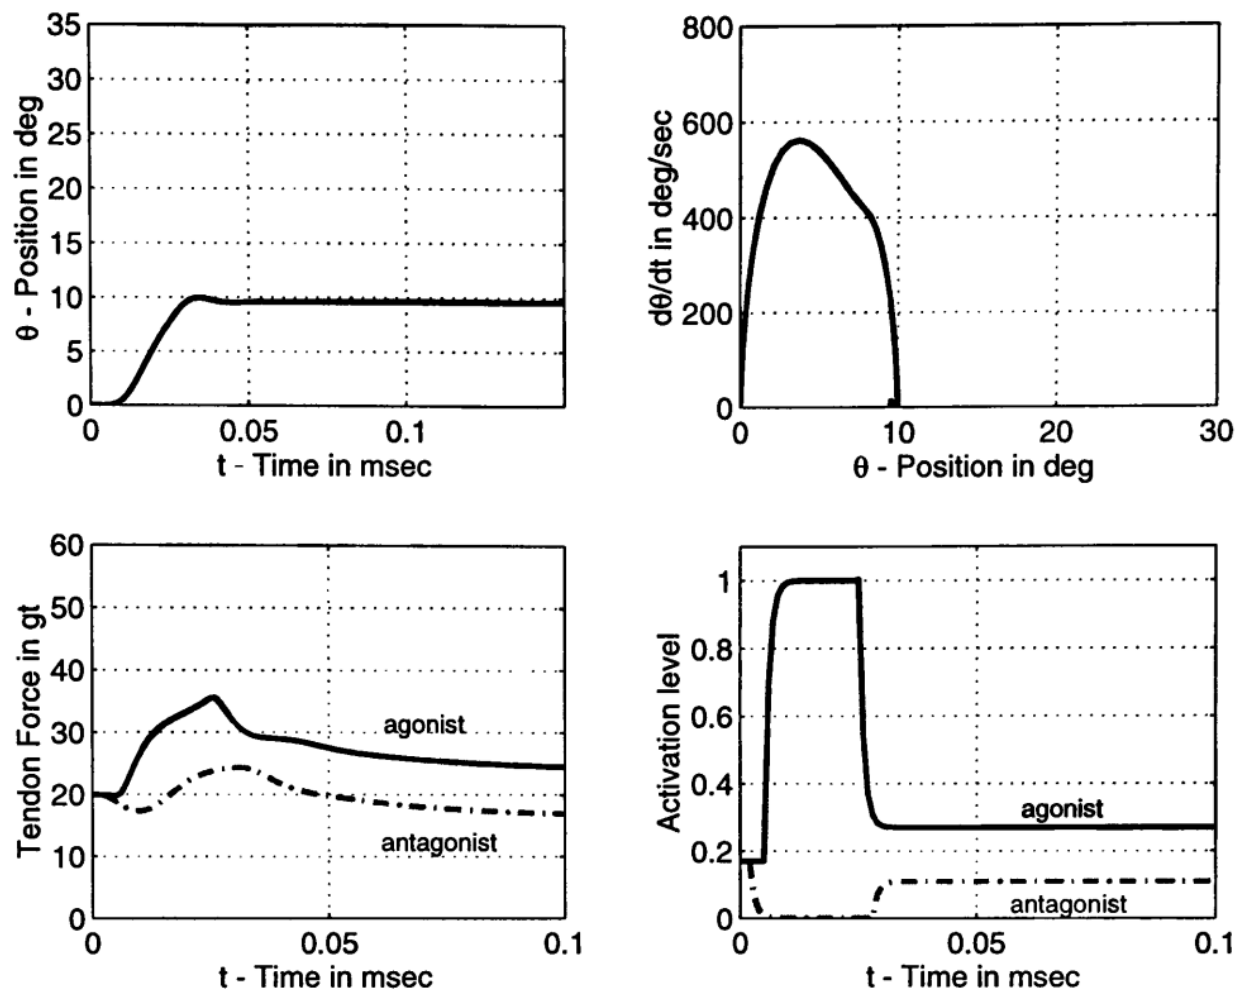 35
30
25
20
15
10
5
0
θ - Position in deg
0 0.05 0.1
t - Time in msec
800
600
400
200
0
dθ/dt in deg/sec
0 10 20 30
θ - Position in deg
60
50
40
30
20
10
0
Tendon Force in gt
agonist
antagonist
0 0.05 0.1
t - Time in msec
1
0.8
0.6
0.4
0.2
0
Activation level
agonist
antagonist
0 0.05 0.1
t - Time in msec